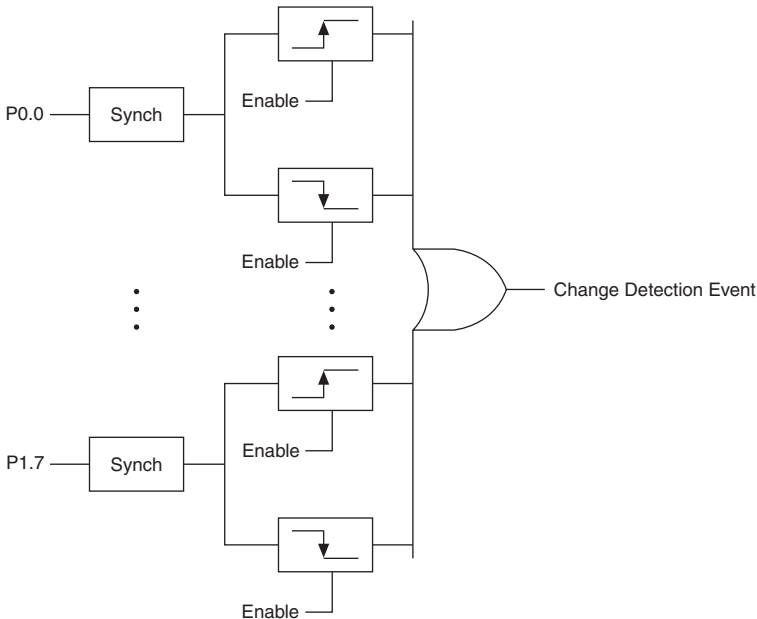 Enable
P0.0
Synch
Enable
Change Detection Event
Enable
P1.7
Synch
Enable